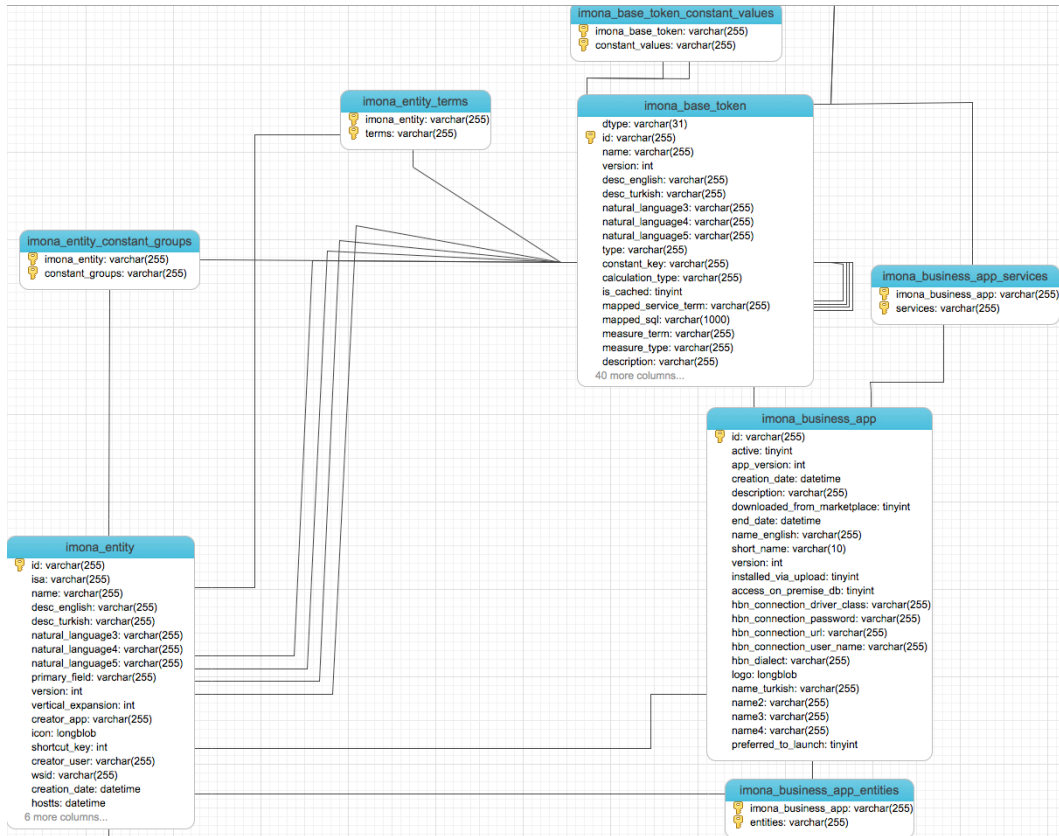 imona_base_token_constant_values
imona_base_token: varchar(255)
constant_values: varchar(255)
imona_entity_terms
imona_entity: varchar(255)
terms: varchar(255)
imona_base_token
dtype: varchar(31)
id: varchar(255)
name: varchar(255)
version: int
desc_english: varchar(255)
desc_turkish: varchar(255)
natural_language3: varchar(255)
natural_language4: varchar(255)
natural_language5: varchar(255)
type: varchar(255)
constant_key: varchar(255)
calculation_type: varchar(255)
is_cached: tinyint
mapped_service_term: varchar(255)
mapped_sql: varchar(1000)
measure_term: varchar(255)
measure_type: varchar(255)
description: varchar(255)
40 more columns...
imona_entity_constant_groups
imona_entity: varchar(255)
constant_groups: varchar(255)
imona_business_app_services
imona_business_app: varchar(255)
services: varchar(255)
imona_business_app
id: varchar(255)
active: tinyint
app_version: int
creation_date: datetime
description: varchar(255)
downloaded_from_marketplace: tinyint
end_date: datetime
name_english: varchar(255)
short_name: varchar(10)
version: int
installed_via_upload: tinyint
access_on_premise_db: tinyint
hbn_connection_driver_class: varchar(255)
hbn_connection_password: varchar(255)
hbn_connection_url: varchar(255)
hbn_connection_user_name: varchar(255)
hbn_dialect: varchar(255)
logo: longblob
name_turkish: varchar(255)
name2: varchar(255)
name3: varchar(255)
name4: varchar(255)
preferred_to_launch: tinyint
imona_entity
id: varchar(255)
isa: varchar(255)
name: varchar(255)
desc_english: varchar(255)
desc_turkish: varchar(255)
natural_language3: varchar(255)
natural_language4: varchar(255)
natural_language5: varchar(255)
primary_field: varchar(255)
version: int
vertical_expansion: int
creator_app: varchar(255)
icon: longblob
shortcut_key: int
creator_user: varchar(255)
wsid: varchar(255)
creation_date: datetime
hostts: datetime
6 more columns...
imona_business_app_entities
imona_business_app: varchar(255)
entities: varchar(255)